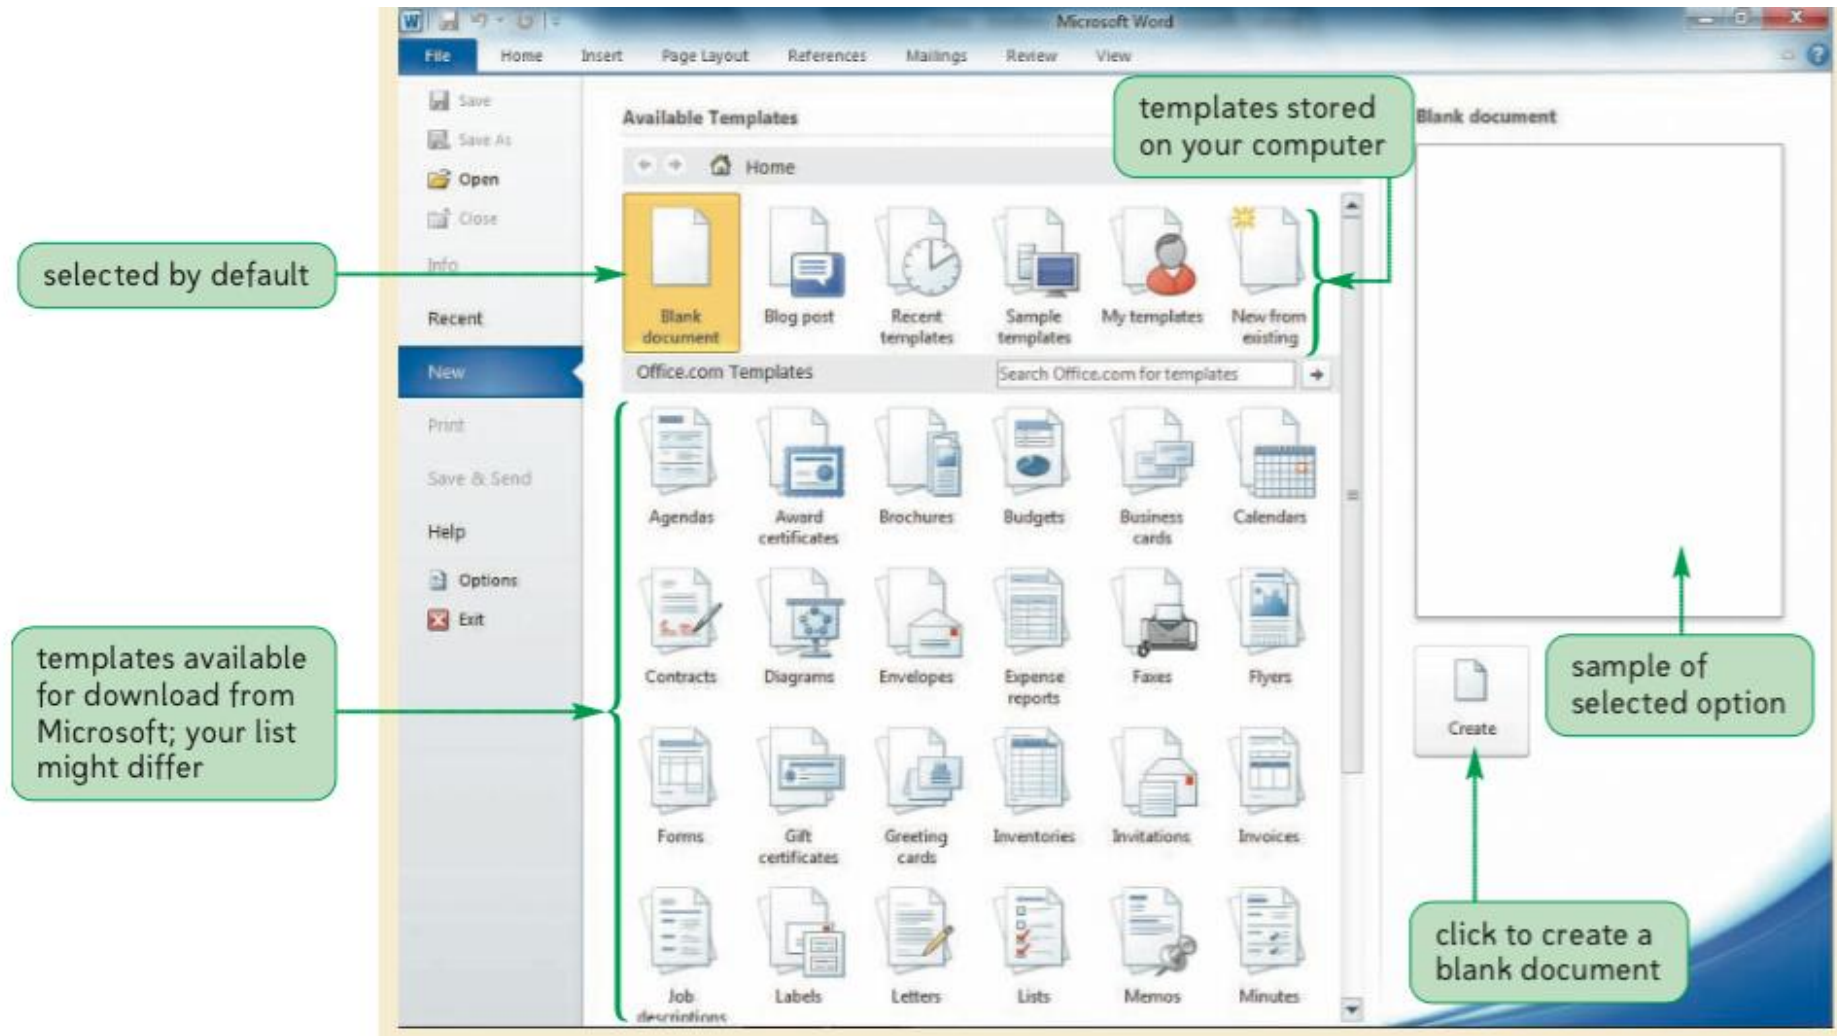 W
Microsoft Word
File Home Insert Page Layout References Mailings Review View
Save
Save As
Open
Close
Info
Recent
New
Print
Save & Send
Help
Options
Exit
Available Templates
Home
Blank
document
Blog post
Recent
templates
Sample
templates
My templates
New from
existing
Office.com Templates
Search Office.com for templates
Agendas
Award
certificates
Brochures
Budgets
Business
cards
Calendars
Contracts
Diagrams
Envelopes
Expense
reports
Faxes
Flyers
Forms
Gift
certificates
Greeting
cards
Inventories
Invitations
Invoices
Job
descriptions
Labels
Letters
Lists
Memos
Minutes
Blank document
Create
selected by default
templates available
for download from
Microsoft; your list
might differ
templates stored
on your computer
sample of
selected option
click to create a
blank document